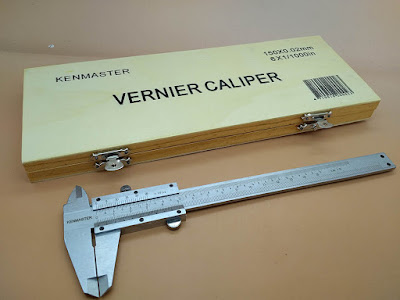 KENMASTER
150X0.02mm
6X1/1000in
VERNIER CALIPER
KENMASTER